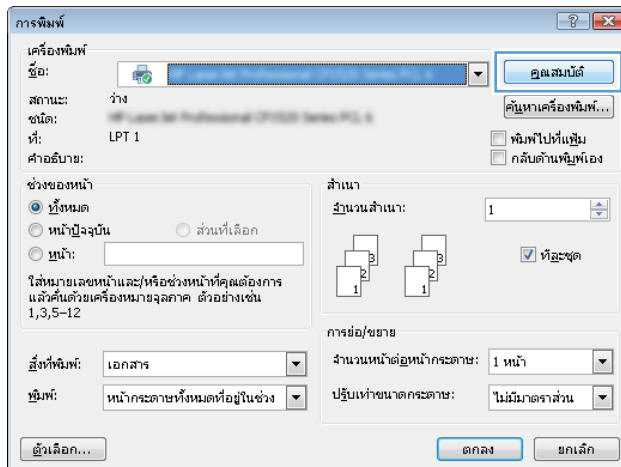 การพิมพ์
เครื่องพิมพ์
ชื่อ:
คุณสมบัติ
สถานะ: ว่าง
ค้นหาเครื่องพิมพ์...
ชนิด:
ที่: LPT 1
พิมพ์ไปที่แฟ้ม
คำอธิบาย:
กลับด้านพิมพ์เอง
ช่วงของหน้า
ทั้งหมด
หน้าปัจจุบัน ส่วนที่เลือก
หน้า:
ใส่หมายเลขหน้าและ/หรือช่วงหน้าที่คุณต้องการ
แล้วคั่นด้วยเครื่องหมายจุลภาค ตัวอย่างเช่น
1,3,5–12
สำเนา
จำนวนสำเนา: 1
3 3
2 2
1 1
ทีละชุด
สิ่งที่พิมพ์: เอกสาร
พิมพ์: หน้ากระดาษทั้งหมดที่อยู่ในช่วง
การย่อ/ขยาย
จำนวนหน้าต่อหน้ากระดาษ: 1 หน้า
ปรับเท่าขนาดกระดาษ: ไม่มีมาตราส่วน
ตัวเลือก... ตกลง ยกเลิก